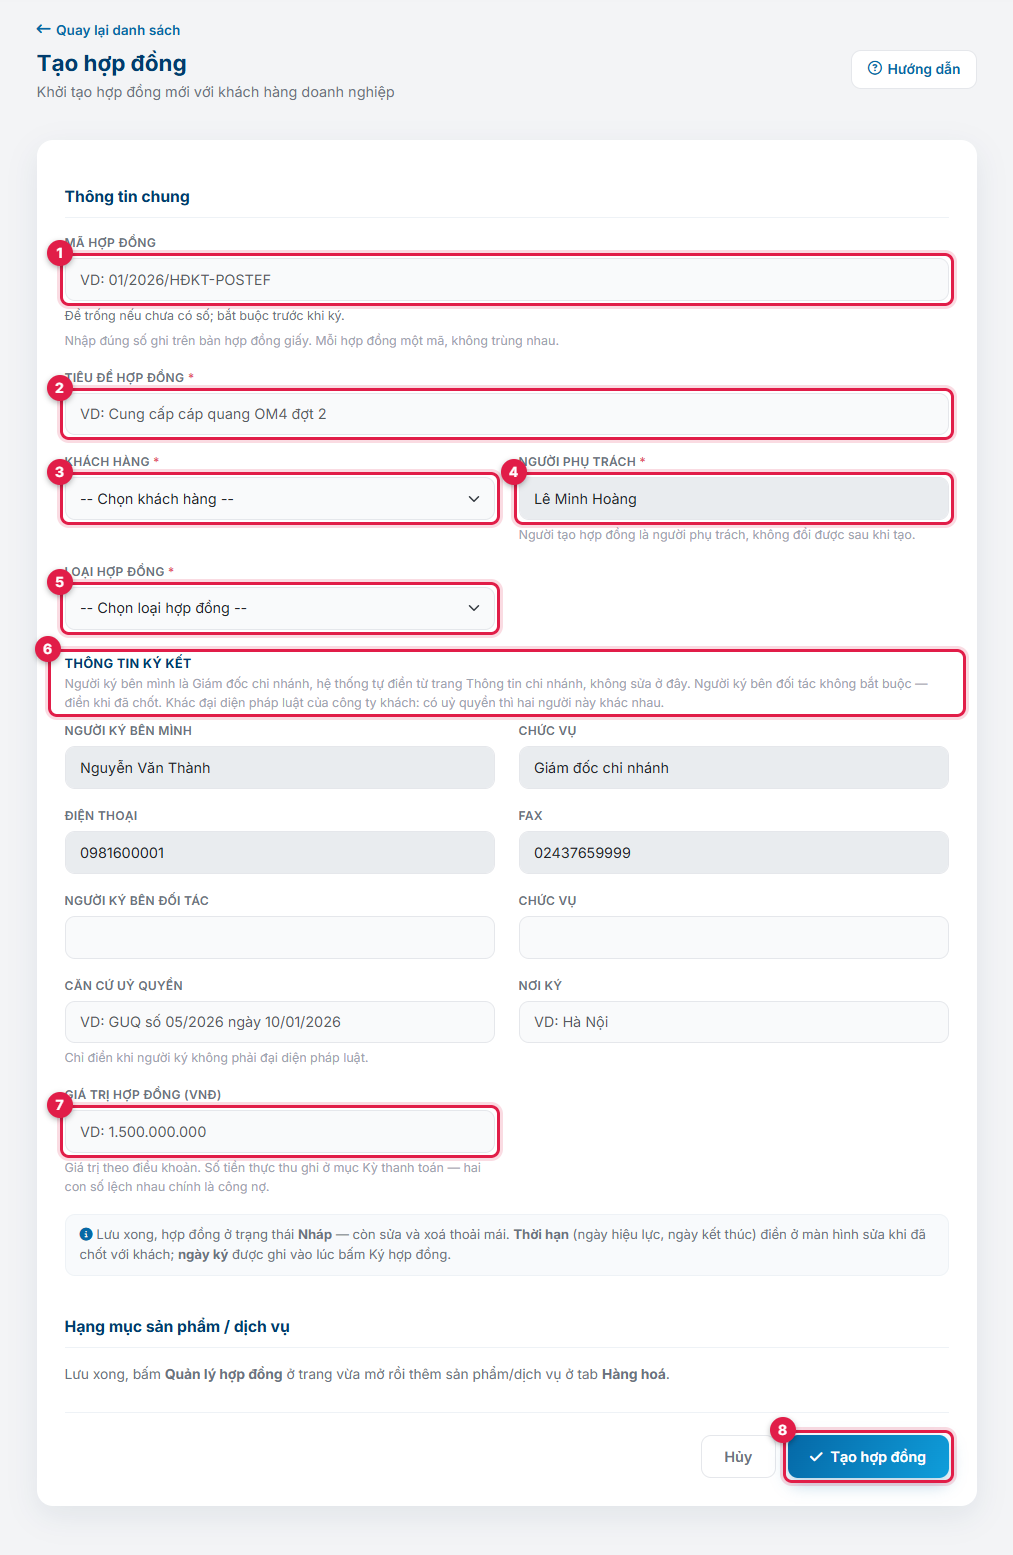 ← Quay lại danh sách
Tạo hợp đồng
Khởi tạo hợp đồng mới với khách hàng doanh nghiệp
Hướng dẫn
Thông tin chung
MÃ HỢP ĐỒNG
1
VD: 01/2026/HĐKT-POSTEF
Để trống nếu chưa có số; bắt buộc trước khi ký.
Nhập đúng số ghi trên bản hợp đồng giấy. Mỗi hợp đồng một mã, không trùng nhau.
TIÊU ĐỀ HỢP ĐỒNG *
2
VD: Cung cấp cáp quang OM4 đợt 2
KHÁCH HÀNG *
3
-- Chọn khách hàng --
NGƯỜI PHỤ TRÁCH *
4
Lê Minh Hoàng
Người tạo hợp đồng là người phụ trách, không đổi được sau khi tạo.
LOẠI HỢP ĐỒNG *
5
-- Chọn loại hợp đồng --
6
THÔNG TIN KÝ KẾT
Người ký bên mình là Giám đốc chi nhánh, hệ thống tự điền từ trang Thông tin chi nhánh, không sửa ở đây. Người ký bên đối tác không bắt buộc —
điền khi đã chốt. Khác đại diện pháp luật của công ty khách: có uỷ quyền thì hai người này khác nhau.
NGƯỜI KÝ BÊN MÌNH
Nguyễn Văn Thành
CHỨC VỤ
Giám đốc chi nhánh
ĐIỆN THOẠI
0981600001
FAX
02437659999
NGƯỜI KÝ BÊN ĐỐI TÁC
CHỨC VỤ
CĂN CỨ UỶ QUYỀN
VD: GUQ số 05/2026 ngày 10/01/2026
Chỉ điền khi người ký không phải đại diện pháp luật.
NƠI KÝ
VD: Hà Nội
GIÁ TRỊ HỢP ĐỒNG (VNĐ)
7
VD: 1.500.000.000
Giá trị theo điều khoản. Số tiền thực thu ghi ở mục Kỳ thanh toán — hai
con số lệch nhau chính là công nợ.
Lưu xong, hợp đồng ở trạng thái Nháp — còn sửa và xoá thoải mái. Thời hạn (ngày hiệu lực, ngày kết thúc) điền ở màn hình sửa khi đã
chốt với khách; ngày ký được ghi vào lúc bấm Ký hợp đồng.
Hạng mục sản phẩm / dịch vụ
Lưu xong, bấm Quản lý hợp đồng ở trang vừa mở rồi thêm sản phẩm/dịch vụ ở tab Hàng hoá.
Hủy
8
Tạo hợp đồng